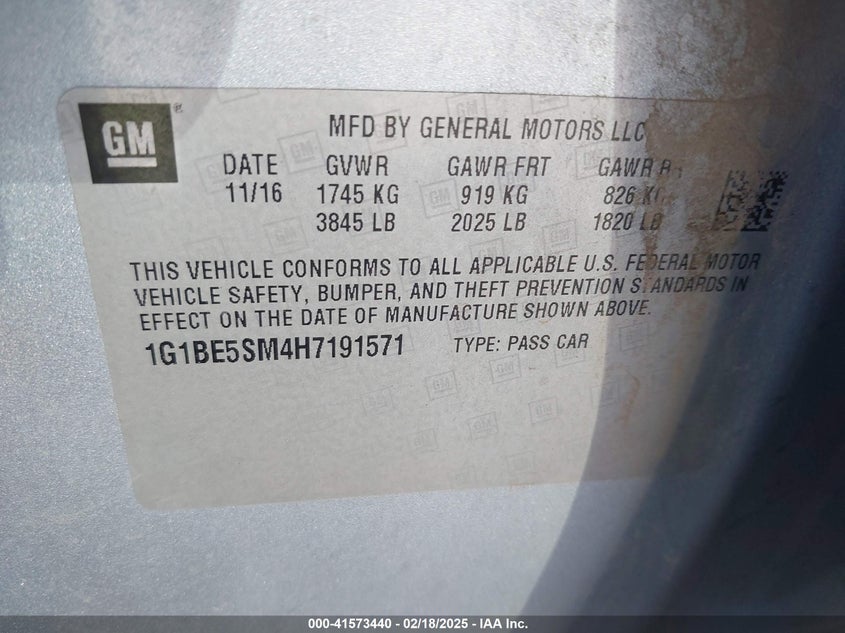 GM
MFD BY GENERAL MOTORS LLC
DATE GVWR GAWR FRT GAWR
11/16 1745 KG 919 KG 826
3845 LB 2025 LB 1820 LB
THIS VEHICLE CONFORMS TO ALL APPLICABLE U.S. FEDERAL MOTOR
VEHICLE SAFETY, BUMPER, AND THEFT PREVENTION STANDARDS IN
EFFECT ON THE DATE OF MANUFACTURE SHOWN ABOVE.
1G1BE5SM4H7191571 TYPE: PASS CAR
000-41573440 - 02/18/2025 - IAA Inc.